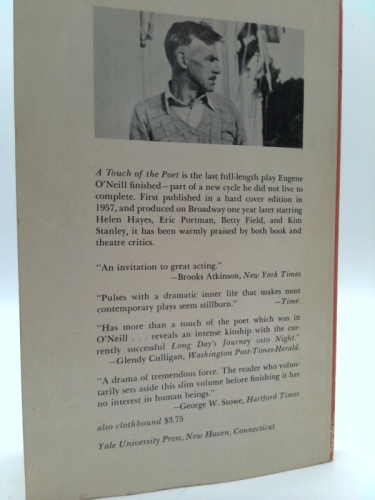 A Touch of the Poet is the last full-length play Eugene
O'Neill finished—part of a new cycle he did not live to
complete. First published in a hard cover edition in
1957, and produced on Broadway one year later starring
Helen Hayes, Eric Portman, Betty Field, and Kim
Stanley, it has been warmly praised by both book and
theatre critics.
"An invitation to great acting."
—Brooks Atkinson, New York Times
"Pulses with a dramatic inner life that makes most
contemporary plays seem stillborn." —Time.
"Has more than a touch of the poet which was in
O'Neill . . . reveals an intense kinship with the cur-
rently successful Long Day's Journey into Night."
—Glendy Culligan, Washington Post-Times-Herald.
"A drama of tremendous force. The reader who volun-
tarily sets aside this slim volume before finishing it has
no interest in human beings."
—George W. Stowe, Hartford Times
also clothbound $3.75
Yale University Press, New Haven, Connecticut